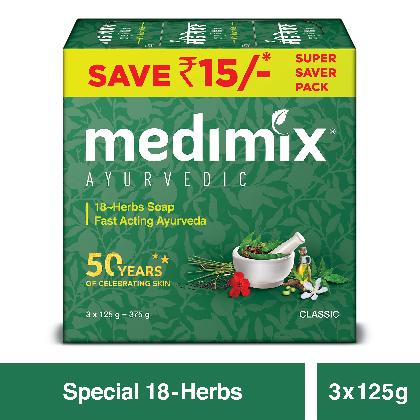 SAVE ₹15/-*
SUPER
SAVER
PACK
medimix®
AYURVEDIC
18-Herbs Soap
Fast Acting Ayurveda
50 YEARS**
OF CELEBRATING SKIN
3 x 125 g = 375 g
CLASSIC
Special 18-Herbs
3x125g